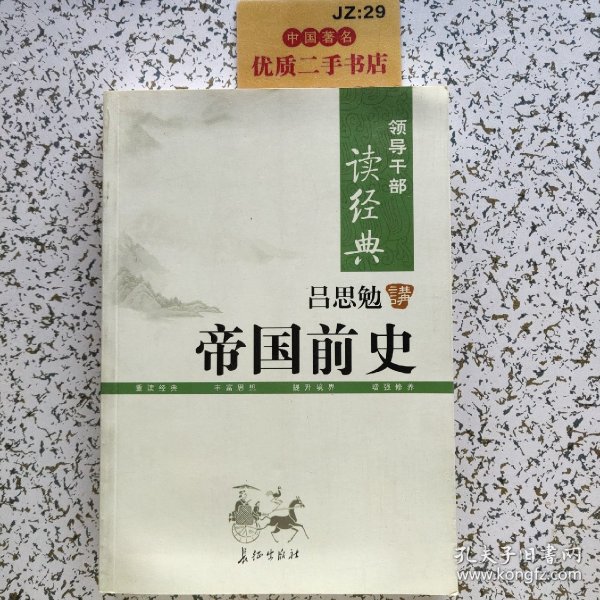 JZ:29
中国著名
优质二手书店
领导干部
读经典
吕思勉 講
帝国前史
重读经典 丰富思想 提升境界 增强修养
长征出版社
孔夫子旧书网
www.kongfz.com